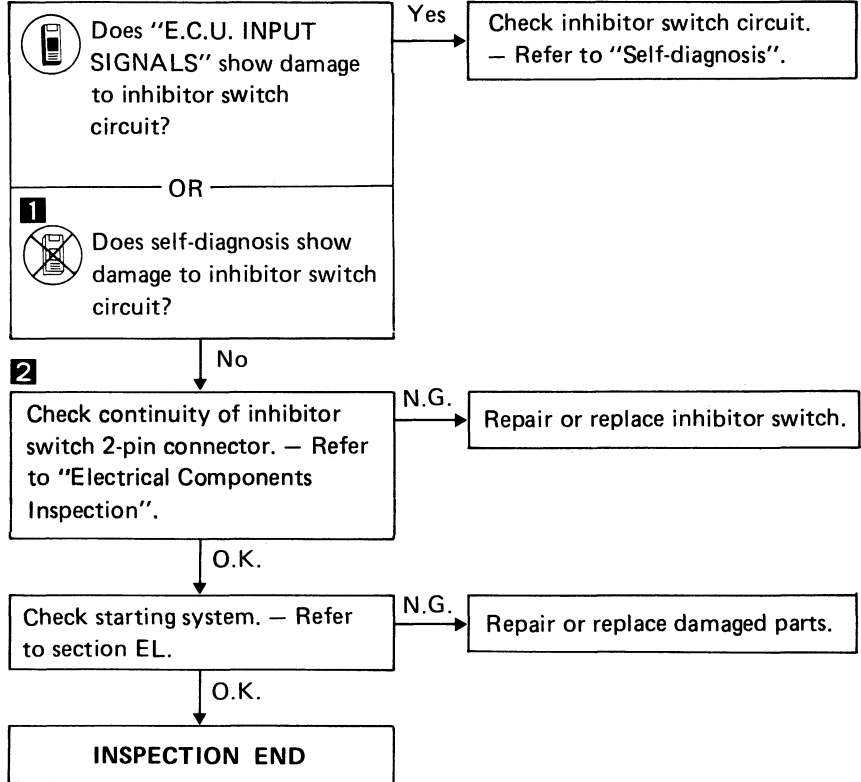 Does "E.C.U. INPUT
SIGNALS" show damage
to inhibitor switch
circuit?
Yes
Check inhibitor switch circuit.
— Refer to "Self-diagnosis".
OR
1
Does self-diagnosis show
damage to inhibitor switch
circuit?
No
2
Check continuity of inhibitor
switch 2-pin connector. — Refer
to "Electrical Components
Inspection".
N.G.
Repair or replace inhibitor switch.
O.K.
Check starting system. — Refer
to section EL.
N.G.
Repair or replace damaged parts.
O.K.
INSPECTION END